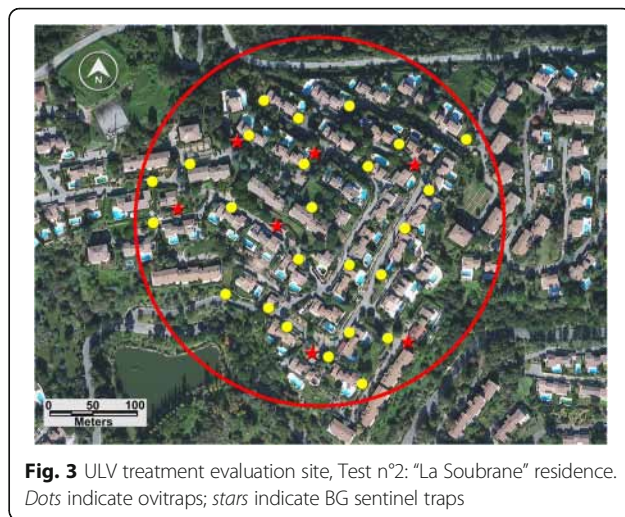 N
0 50 100
Meters
Fig. 3 ULV treatment evaluation site, Test n°2: “La Soubrane” residence.
Dots indicate ovitraps; stars indicate BG sentinel traps